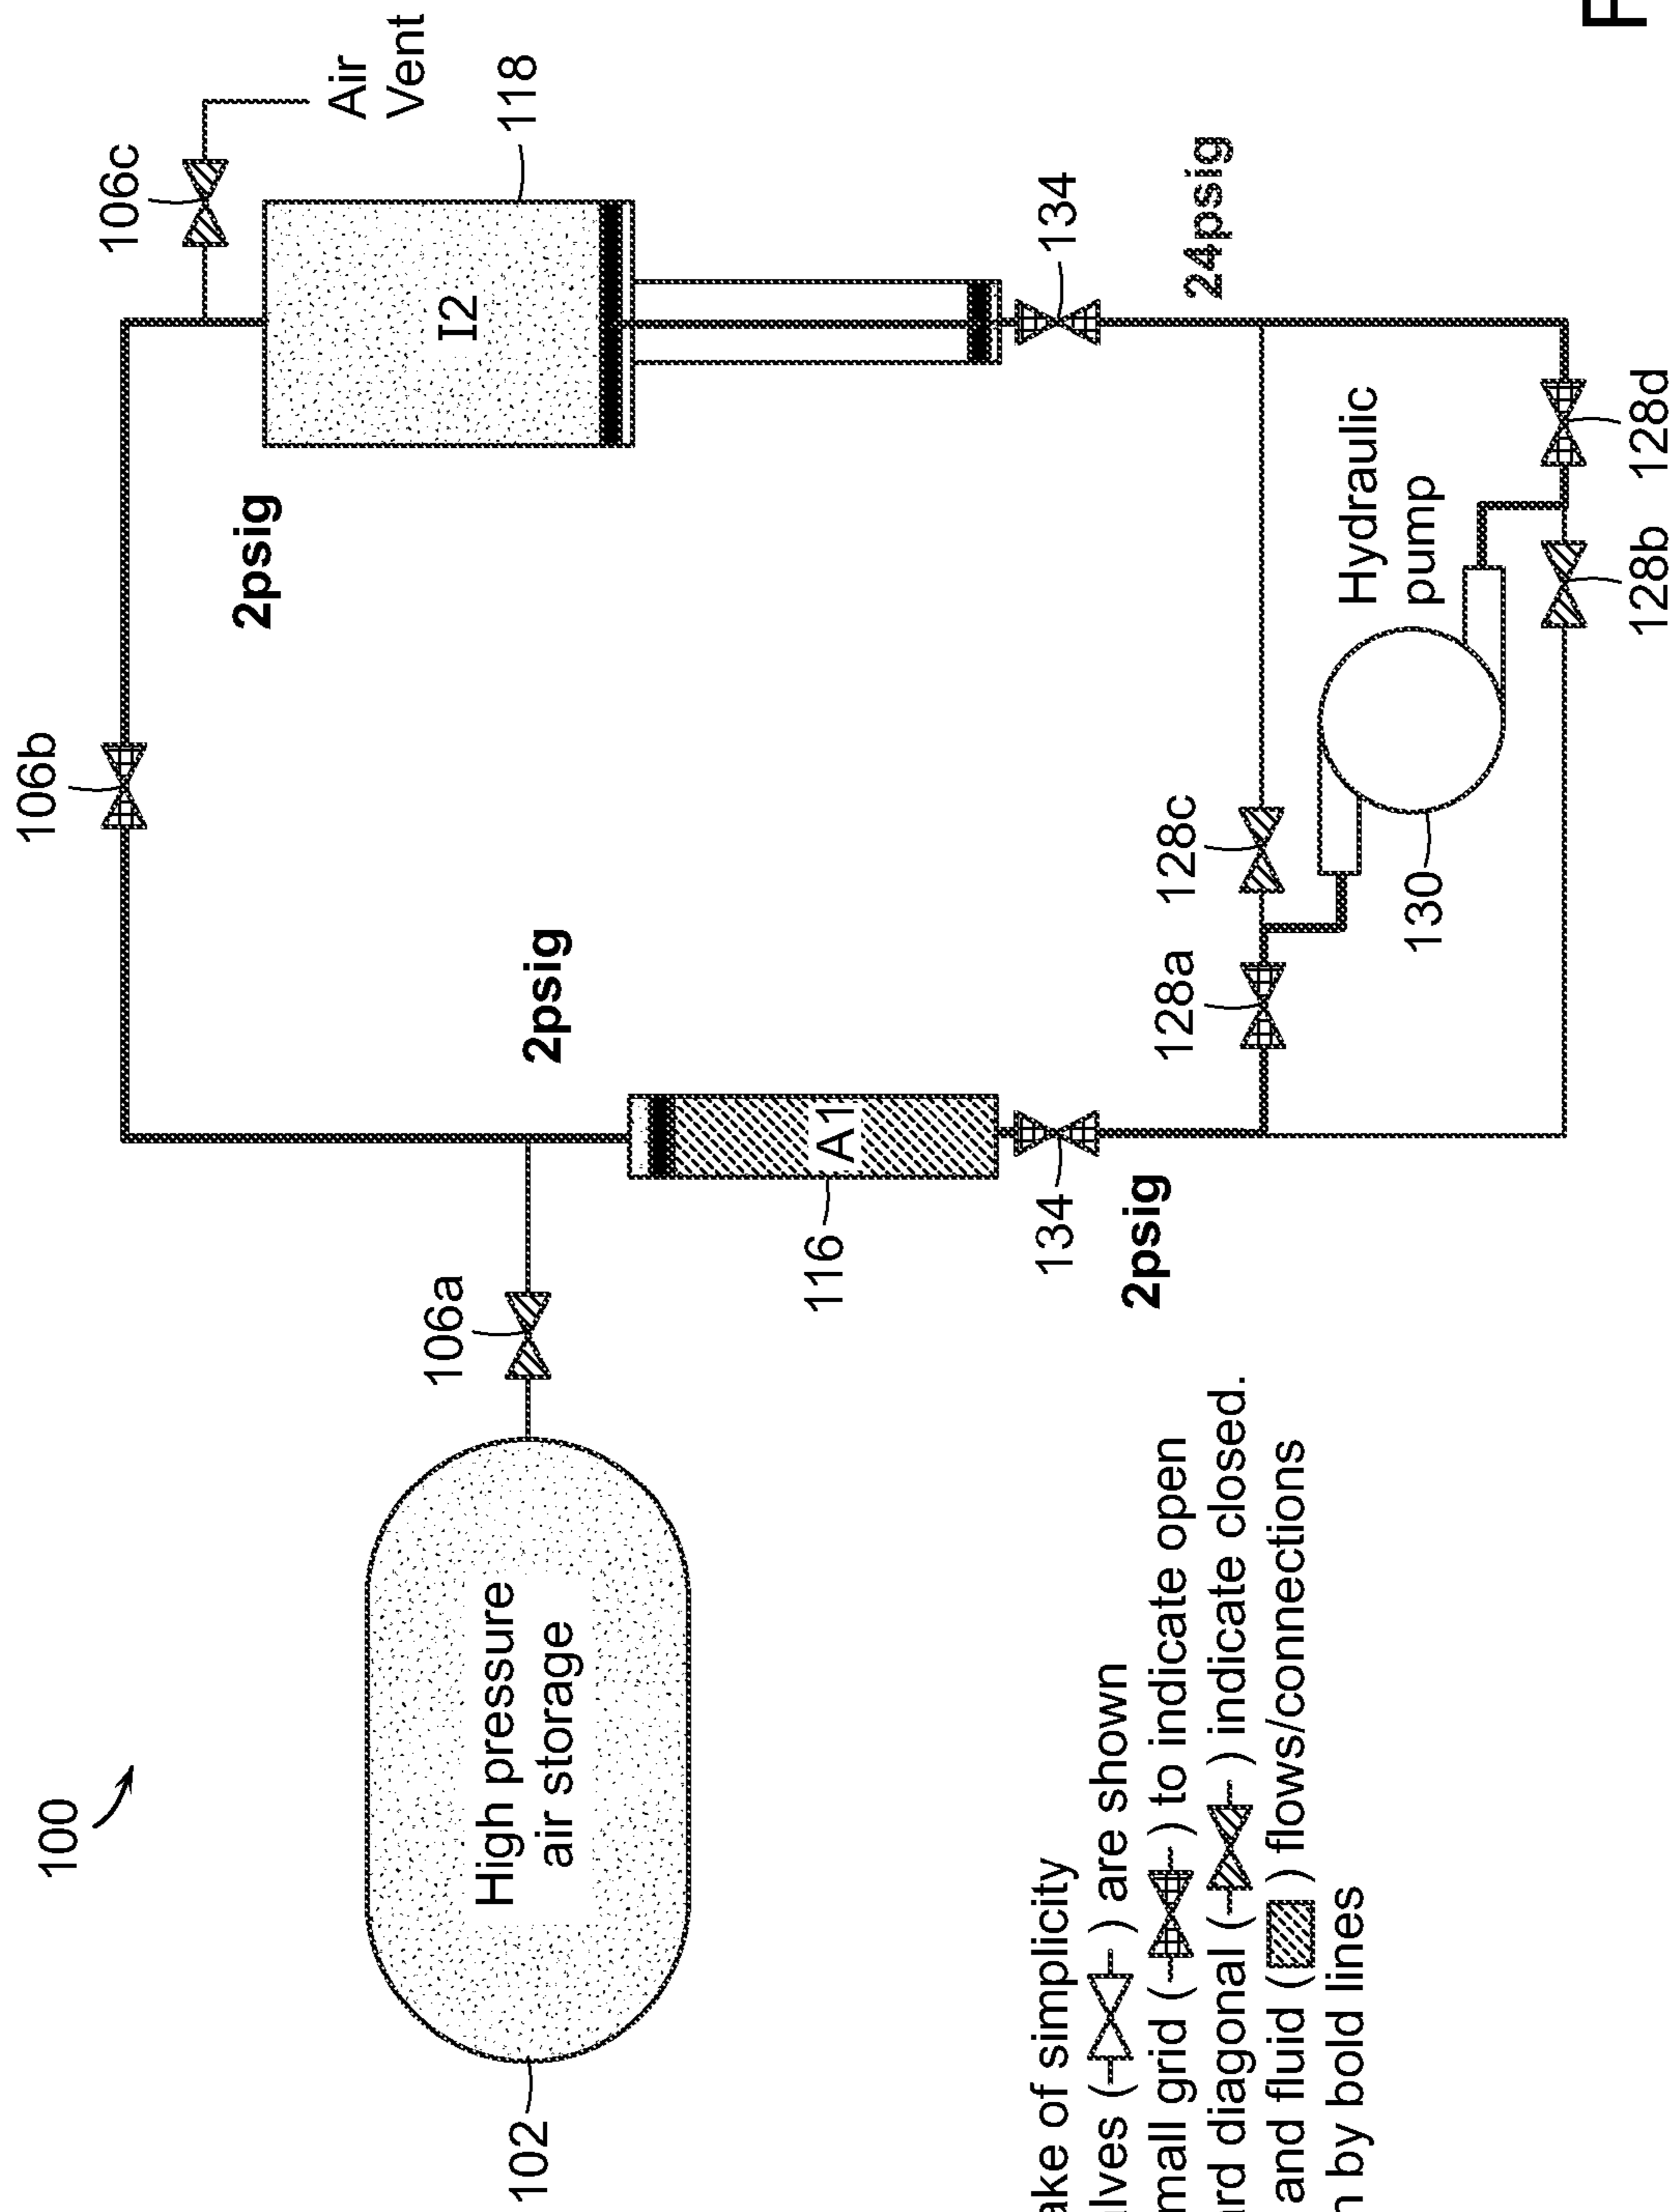 100
106b
106c
Air
Vent
2psig
106a
High pressure
air storage
102
I2
118
2psig
116
A1
134
134
2psig
24psig
128a
128c
Hydraulic
pump
130
128b
128d
ake of simplicity
lves ( ) are shown
mall grid ( ) to indicate open
rd diagonal ( ) indicate closed.
and fluid ( ) flows/connections
n by bold lines
F